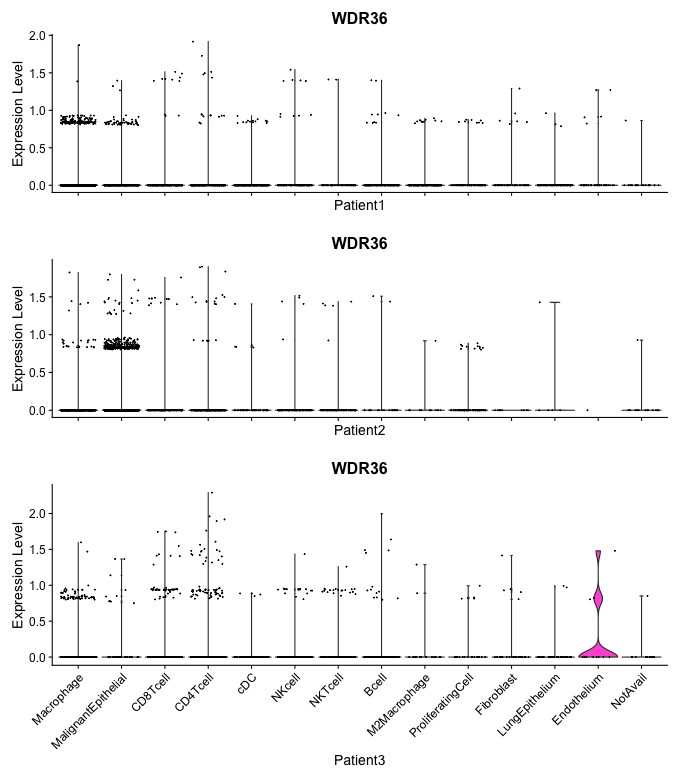 WDR36
2.0
1.5
1.0
0.5
0.0
Expression Level
Patient1
WDR36
1.5
1.0
0.5
0.0
Expression Level
Patient2
WDR36
2.0
1.5
1.0
0.5
0.0
Expression Level
Macrophage
MalignantEpithelial
CD8Tcell
CD4Tcell
cDC
NKcell
NKTcell
Bcell
M2Macrophage
ProliferatingCell
Fibroblast
LungEpithelium
Endothelium
NotAvail
Patient3